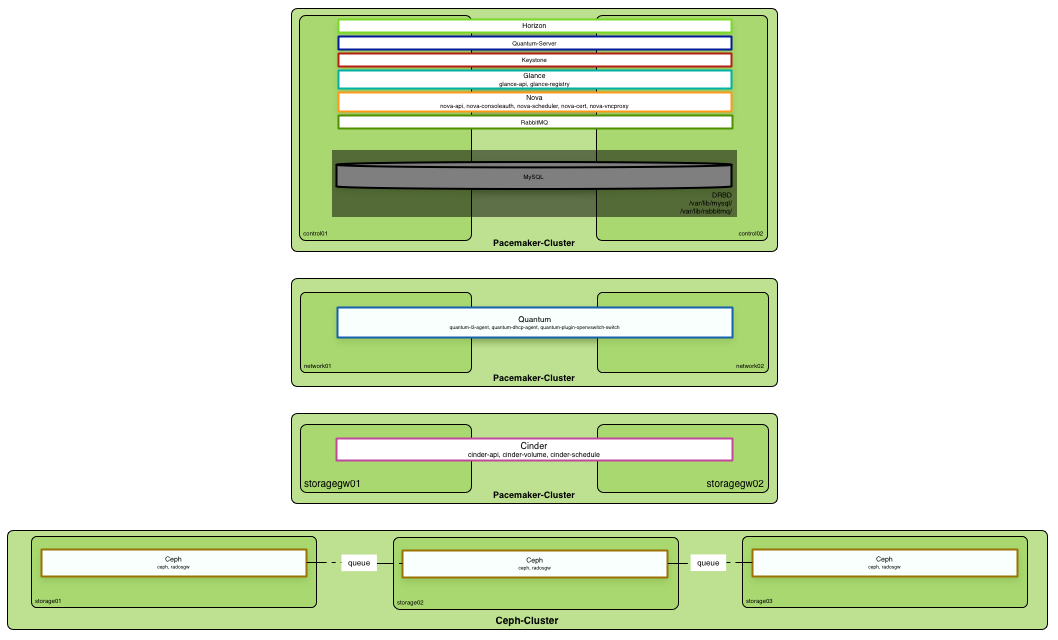 Horizon
Quantum-Server
Keystone
Glance
glance-api, glance-registry
Nova
nova-api, nova-consoleauth, nova-scheduler, nova-cert, nova-vncproxy
RabbitMQ
MySQL
DRBD
/var/lib/mysql/
/var/lib/rabbitmq/
control01
control02
Pacemaker-Cluster
Quantum
quantum-l3-agent, quantum-dhcp-agent, quantum-plugin-openvswitch-switch
network01
network02
Pacemaker-Cluster
Cinder
cinder-api, cinder-volume, cinder-schedule
storagegw01
storagegw02
Pacemaker-Cluster
Ceph
ceph, radosgw
queue
Ceph
ceph, radosgw
queue
Ceph
ceph, radosgw
storage01
storage02
storage03
Ceph-Cluster